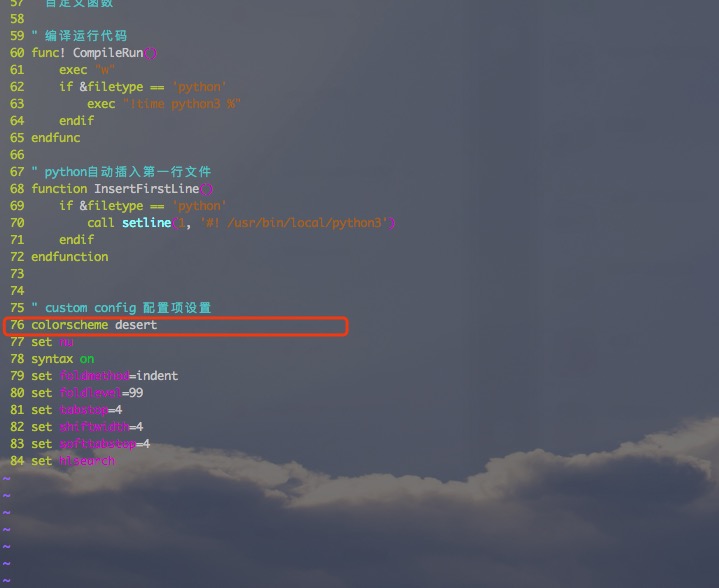 57 " 自定义函数
58
59 " 编译运行代码
60 func! CompileRun()
61     exec "w"
62     if &filetype == 'python'
63         exec "!time python3 %"
64     endif
65 endfunc
66
67 " python自动插入第一行文件
68 function InsertFirstLine()
69     if &filetype == 'python'
70         call setline(1, '#! /usr/bin/local/python3')
71     endif
72 endfunction
73
74
75 " custom config 配置项设置
76 colorscheme desert
77 set nu
78 syntax on
79 set foldmethod=indent
80 set foldlevel=99
81 set tabstop=4
82 set shiftwidth=4
83 set softtabstop=4
84 set hlsearch
~
~
~
~
~
~
~